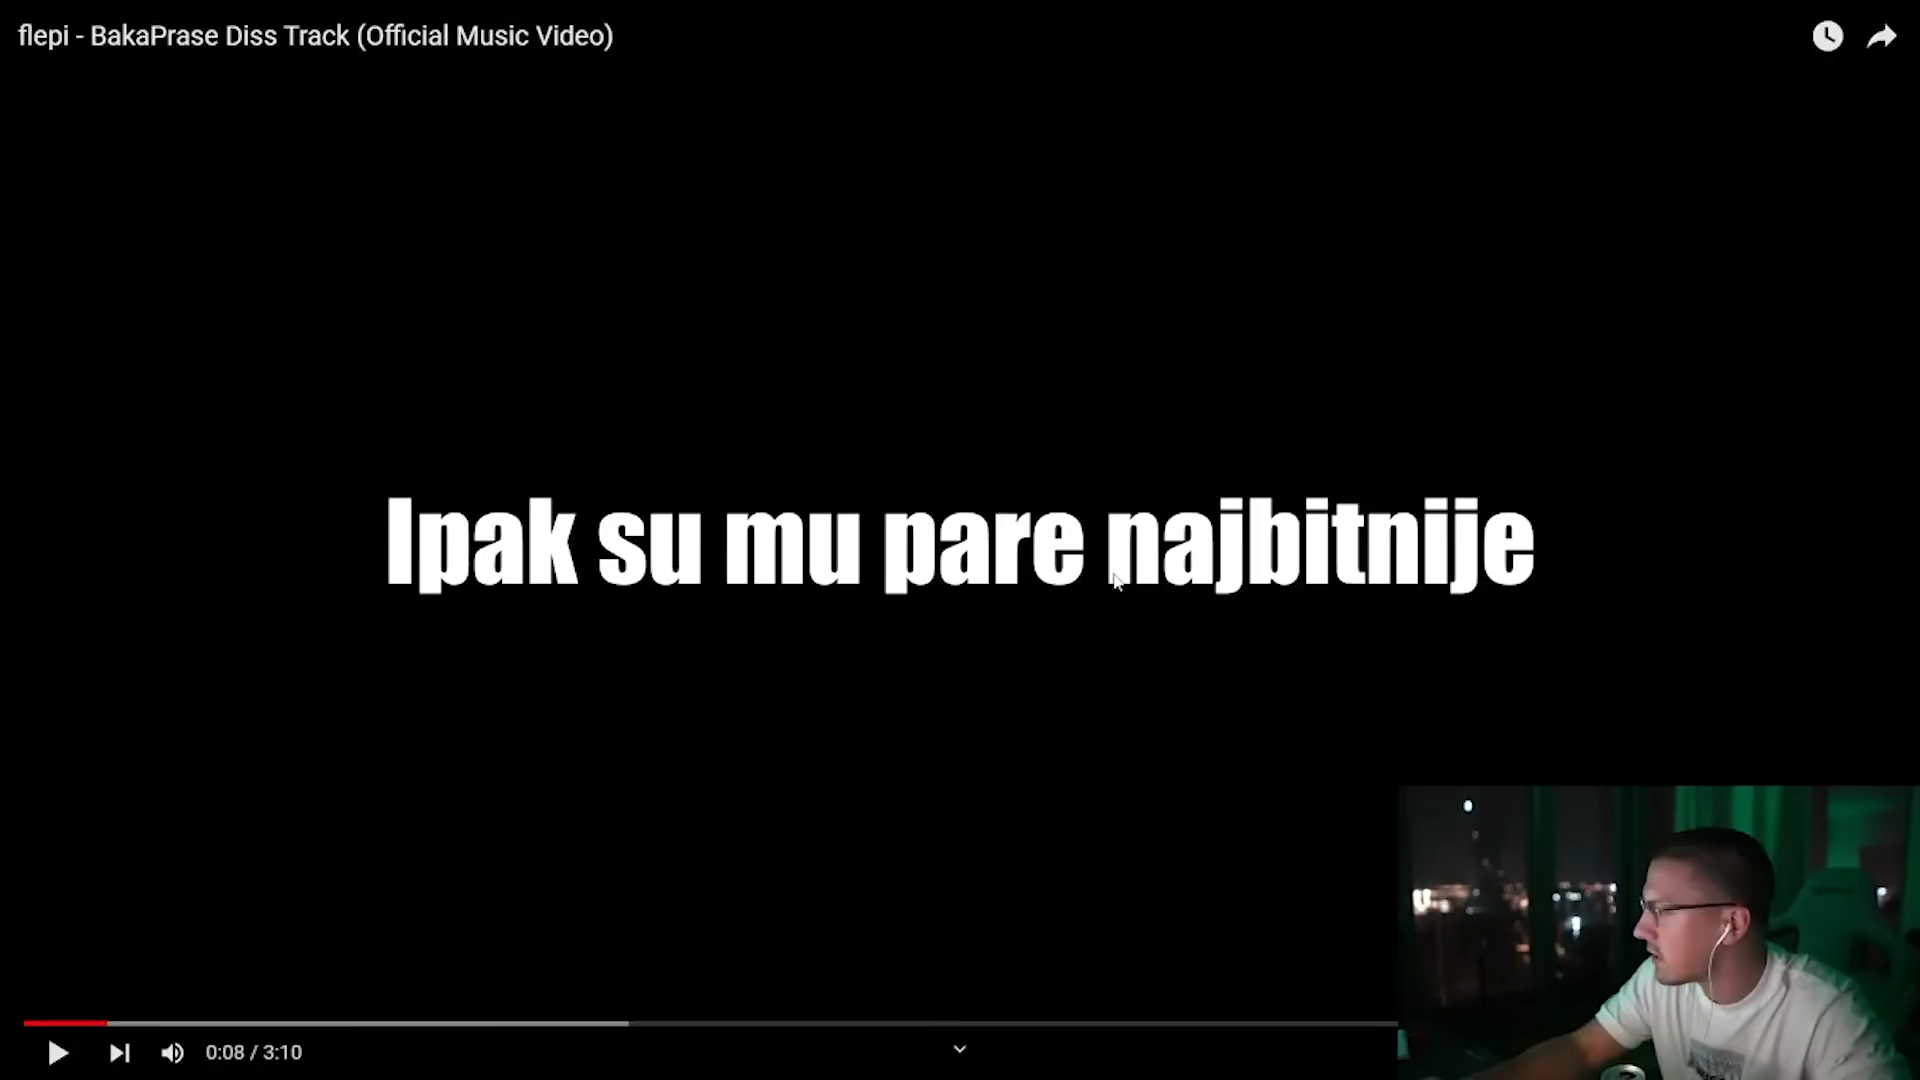 flepi - BakaPrase Diss Track (Official Music Video)
Ipak su mu pare najbitnije
0:08 / 3:10